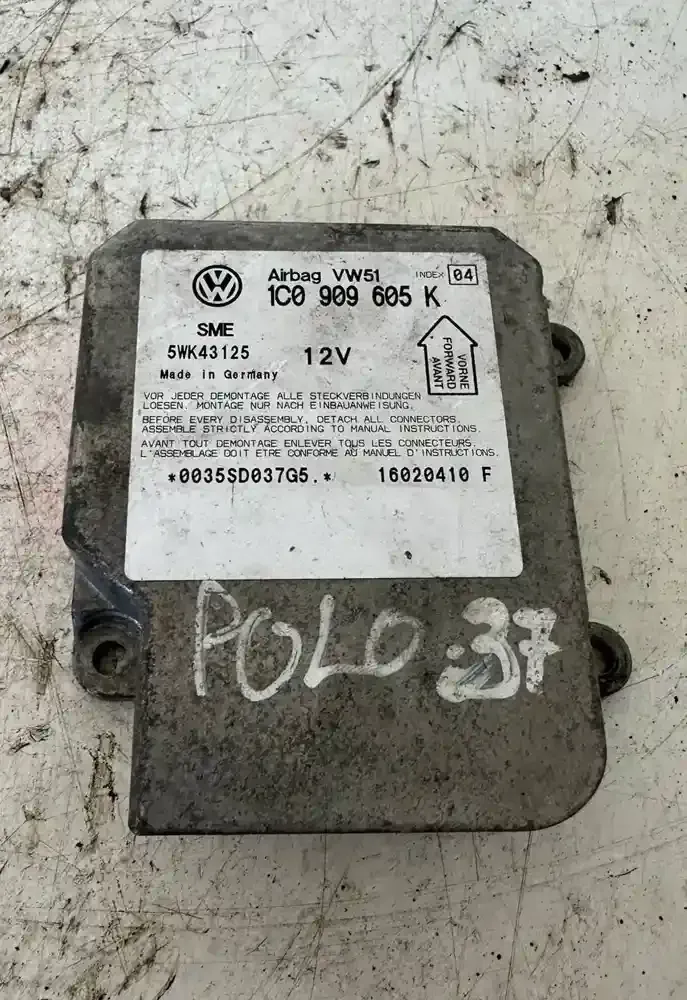 Airbag VW51 INDEX 04
1C0 909 605 K
SME
5WK43125 12V
Made in Germany
VORNE
FORWARD
AVANT
VOR JEDER DEMONTAGE ALLE STECKVERBINDUNGEN
LOESEN. MONTAGE NUR NACH EINBAUANWEISUNG.
BEFORE EVERY DISASSEMBLY, DETACH ALL CONNECTORS.
ASSEMBLE STRICTLY ACCORDING TO MANUAL INSTRUCTIONS.
AVANT TOUT DEMONTAGE ENLEVER TOUS LES CONNECTEURS.
L'ASSEMBLAGE DOIT ETRE CONFORME AU MANUEL D'INSTRUCTIONS.
*0035SD037G5.* 16020410 F
POLO 37